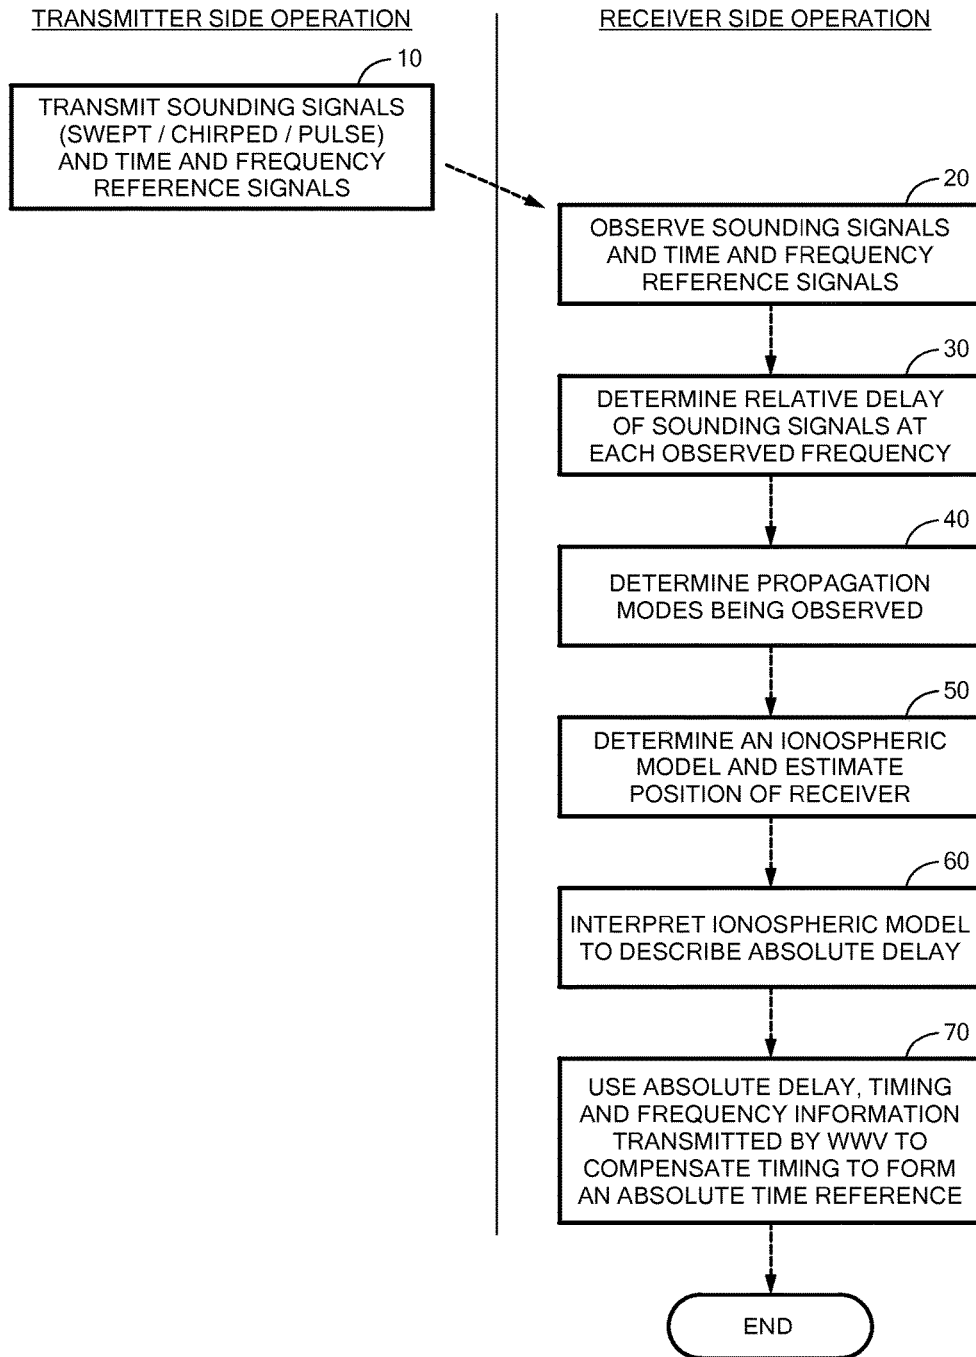 TRANSMITTER SIDE OPERATION
RECEIVER SIDE OPERATION
10
TRANSMIT SOUNDING SIGNALS
(SWEPT / CHIRPED / PULSE)
AND TIME AND FREQUENCY
REFERENCE SIGNALS
20
OBSERVE SOUNDING SIGNALS
AND TIME AND FREQUENCY
REFERENCE SIGNALS
30
DETERMINE RELATIVE DELAY
OF SOUNDING SIGNALS AT
EACH OBSERVED FREQUENCY
40
DETERMINE PROPAGATION
MODES BEING OBSERVED
50
DETERMINE AN IONOSPHERIC
MODEL AND ESTIMATE
POSITION OF RECEIVER
60
INTERPRET IONOSPHERIC MODEL
TO DESCRIBE ABSOLUTE DELAY
70
USE ABSOLUTE DELAY, TIMING
AND FREQUENCY INFORMATION
TRANSMITTED BY WWV TO
COMPENSATE TIMING TO FORM
AN ABSOLUTE TIME REFERENCE
END